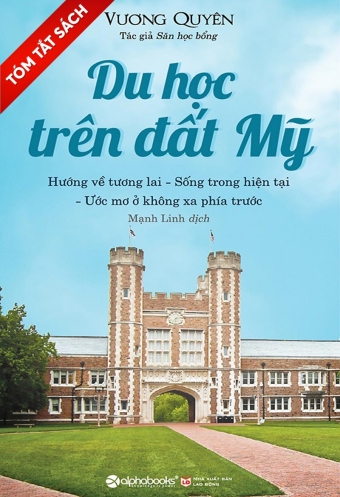 TÓM TẮT SÁCH
VƯƠNG QUYÊN
Tác giả Săn học bổng
Du học
trên đất Mỹ
Hướng về tương lai – Sống trong hiện tại
– Ước mơ ở không xa phía trước
Mạnh Linh dịch
alphabooks
NHÀ XUẤT BẢN
LAO ĐỘNG